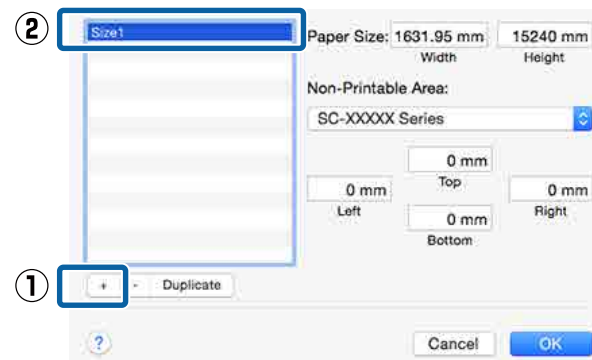 ②
Size1
Paper Size: 1631.95 mm 15240 mm
Width Height
Non-Printable Area:
SC-XXXXX Series
0 mm
Top
0 mm 0 mm
Left Right
0 mm
Bottom
①
+ - Duplicate
? Cancel OK